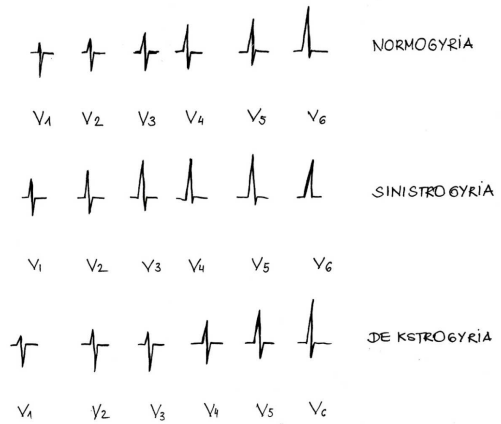 NORMOGYRIA
V1 V2 V3 V4 V5 V6
SINISTROGYRIA
V1 V2 V3 V4 V5 V6
DEKSTROGYRIA
V1 V2 V3 V4 V5 V6